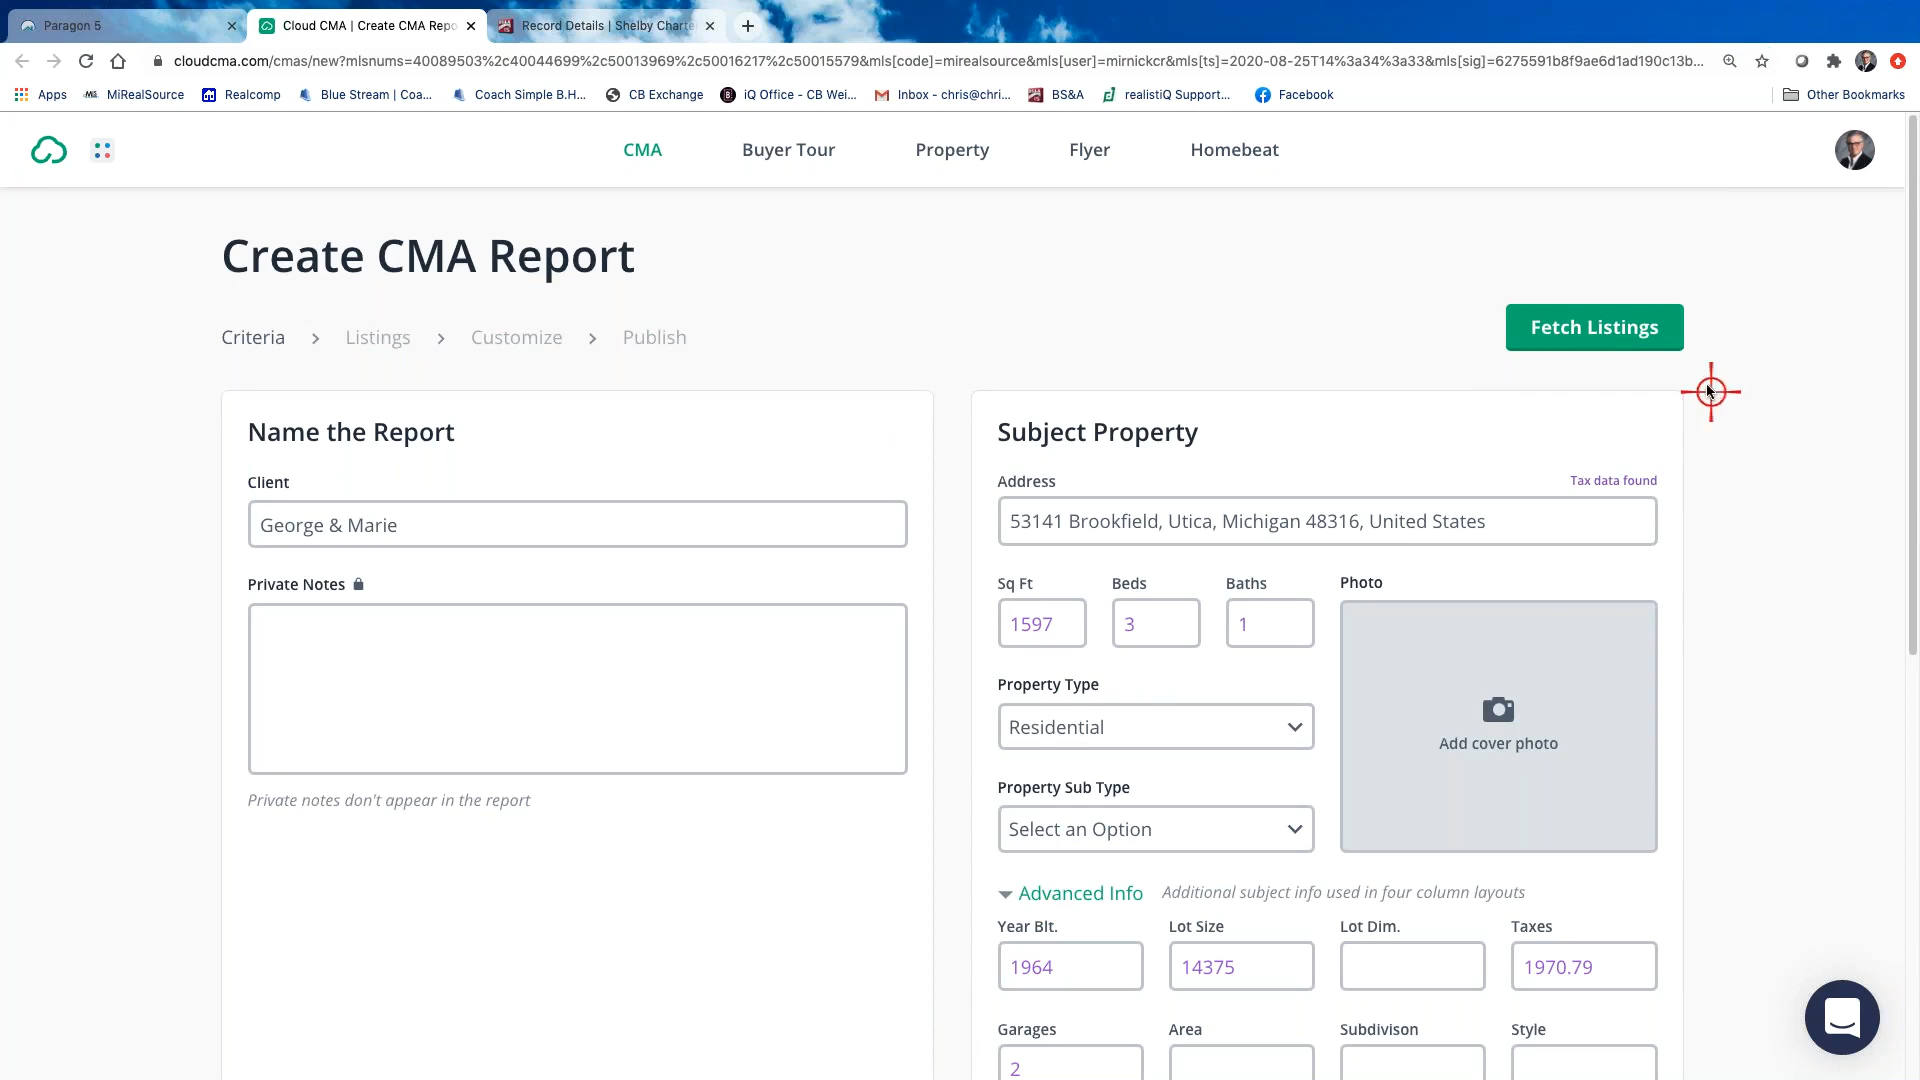 Paragon 5
Cloud CMA | Create CMA Repo
Record Details | Shelby Charte
cloudcma.com/cmas/new?mlsnums=40089503%2c40044699%2c50013969%2c50016217%2c50015579&mls[code]=mirealsource&mls[user]=mirnickcr&mls[ts]=2020-08-25T14%3a34%3a33&mls[sig]=6275591b8f9ae6d1ad190c13b...
Apps
MiRealSource
Realcomp
Blue Stream | Coa...
Coach Simple B.H...
CB Exchange
iQ Office - CB Wei...
Inbox - chris@chri...
BS&A
realistiQ Support...
Facebook
Other Bookmarks
CMA
Buyer Tour
Property
Flyer
Homebeat
Create CMA Report
Criteria > Listings > Customize > Publish
Fetch Listings
Name the Report
Client
George & Marie
Private Notes
Private notes don't appear in the report
Subject Property
Address
Tax data found
53141 Brookfield, Utica, Michigan 48316, United States
Sq Ft
Beds
Baths
Photo
1597
3
1
Property Type
Residential
Add cover photo
Property Sub Type
Select an Option
Advanced Info
Additional subject info used in four column layouts
Year Blt.
Lot Size
Lot Dim.
Taxes
1964
14375
1970.79
Garages
Area
Subdivison
Style
2